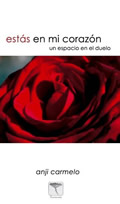 estás en mi corazón
un espacio en el duelo
anji carmelo